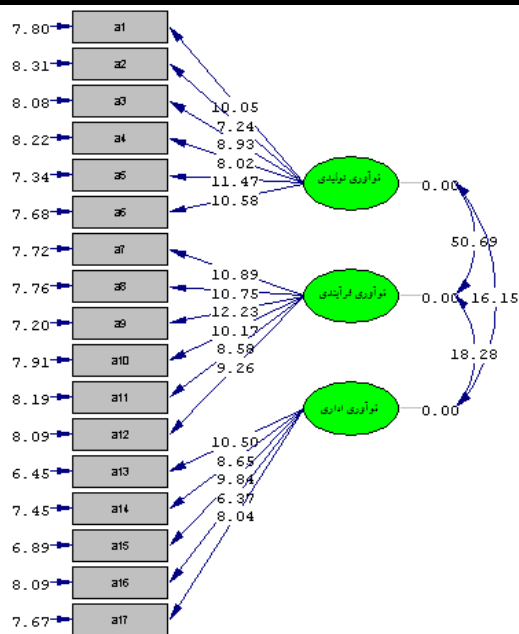 7.80 a1
8.31 a2
8.08 a3
8.22 a4
7.34 a5
7.68 a6
7.72 a7
7.76 a8
7.20 a9
7.91 a10
8.19 a11
8.09 a12
6.45 a13
7.45 a14
6.89 a15
8.09 a16
7.67 a17
10.05
7.24
8.93
8.02
11.47
10.58
نوآوری تولیدی
0.00
10.89
10.75
12.23
10.17
8.58
9.26
نوآوری فرآیندی
0.00
10.50
8.65
9.84
6.37
8.04
نوآوری اداری
0.00
50.69
16.15
18.28